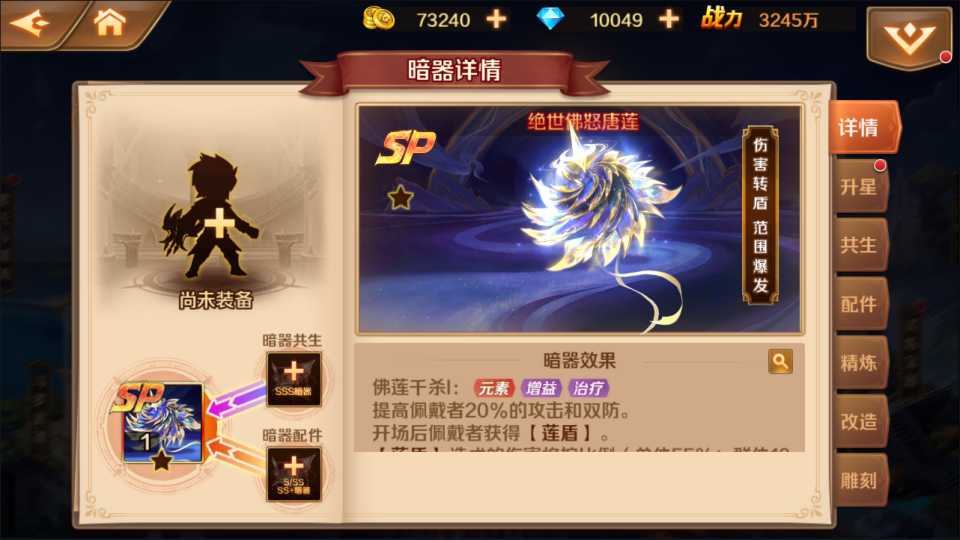 73240
10049
战力 3245万
暗器详情
尚未装备
暗器共生
SSS暗器
暗器配件
5/SS
SS+暗器
SP
1
SP
绝世佛怒唐莲
伤害转盾 范围爆发
暗器效果
佛莲千杀Ⅰ: 元素 增益 治疗
提高佩戴者20%的攻击和双防。
开场后佩戴者获得【莲盾】。
详情
升星
共生
配件
精炼
改造
雕刻